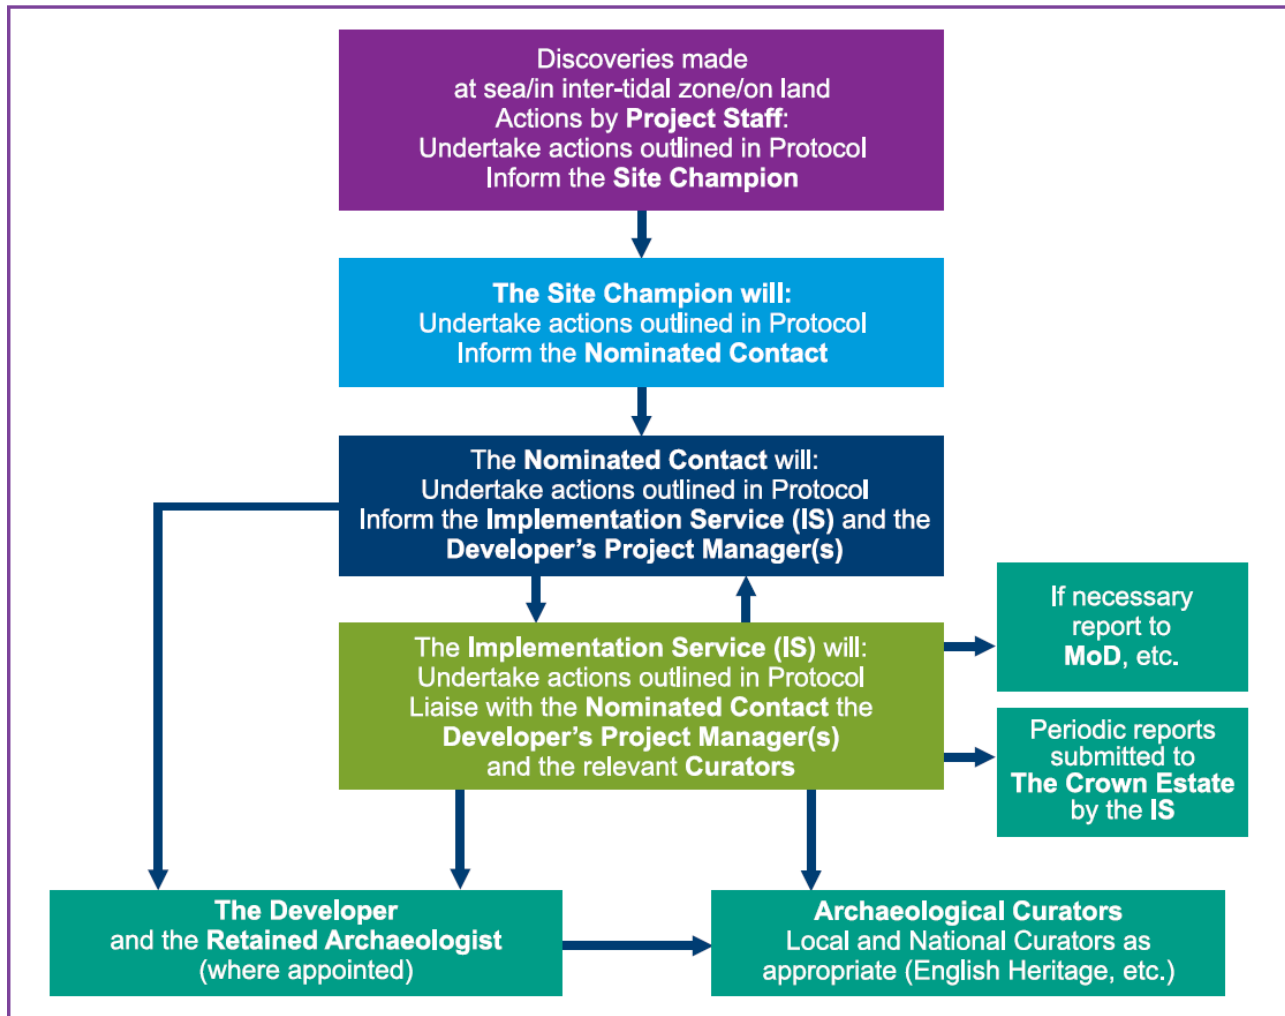 Discoveries made
at sea/in inter-tidal zone/on land
Actions by Project Staff:
Undertake actions outlined in Protocol
Inform the Site Champion
The Site Champion will:
Undertake actions outlined in Protocol
Inform the Nominated Contact
The Nominated Contact will:
Undertake actions outlined in Protocol
Inform the Implementation Service (IS) and the
Developer’s Project Manager(s)
The Implementation Service (IS) will:
Undertake actions outlined in Protocol
Liaise with the Nominated Contact the
Developer’s Project Manager(s)
and the relevant Curators
If necessary
report to
MoD, etc.
Periodic reports
submitted to
The Crown Estate
by the IS
The Developer
and the Retained Archaeologist
(where appointed)
Archaeological Curators
Local and National Curators as
appropriate (English Heritage, etc.)